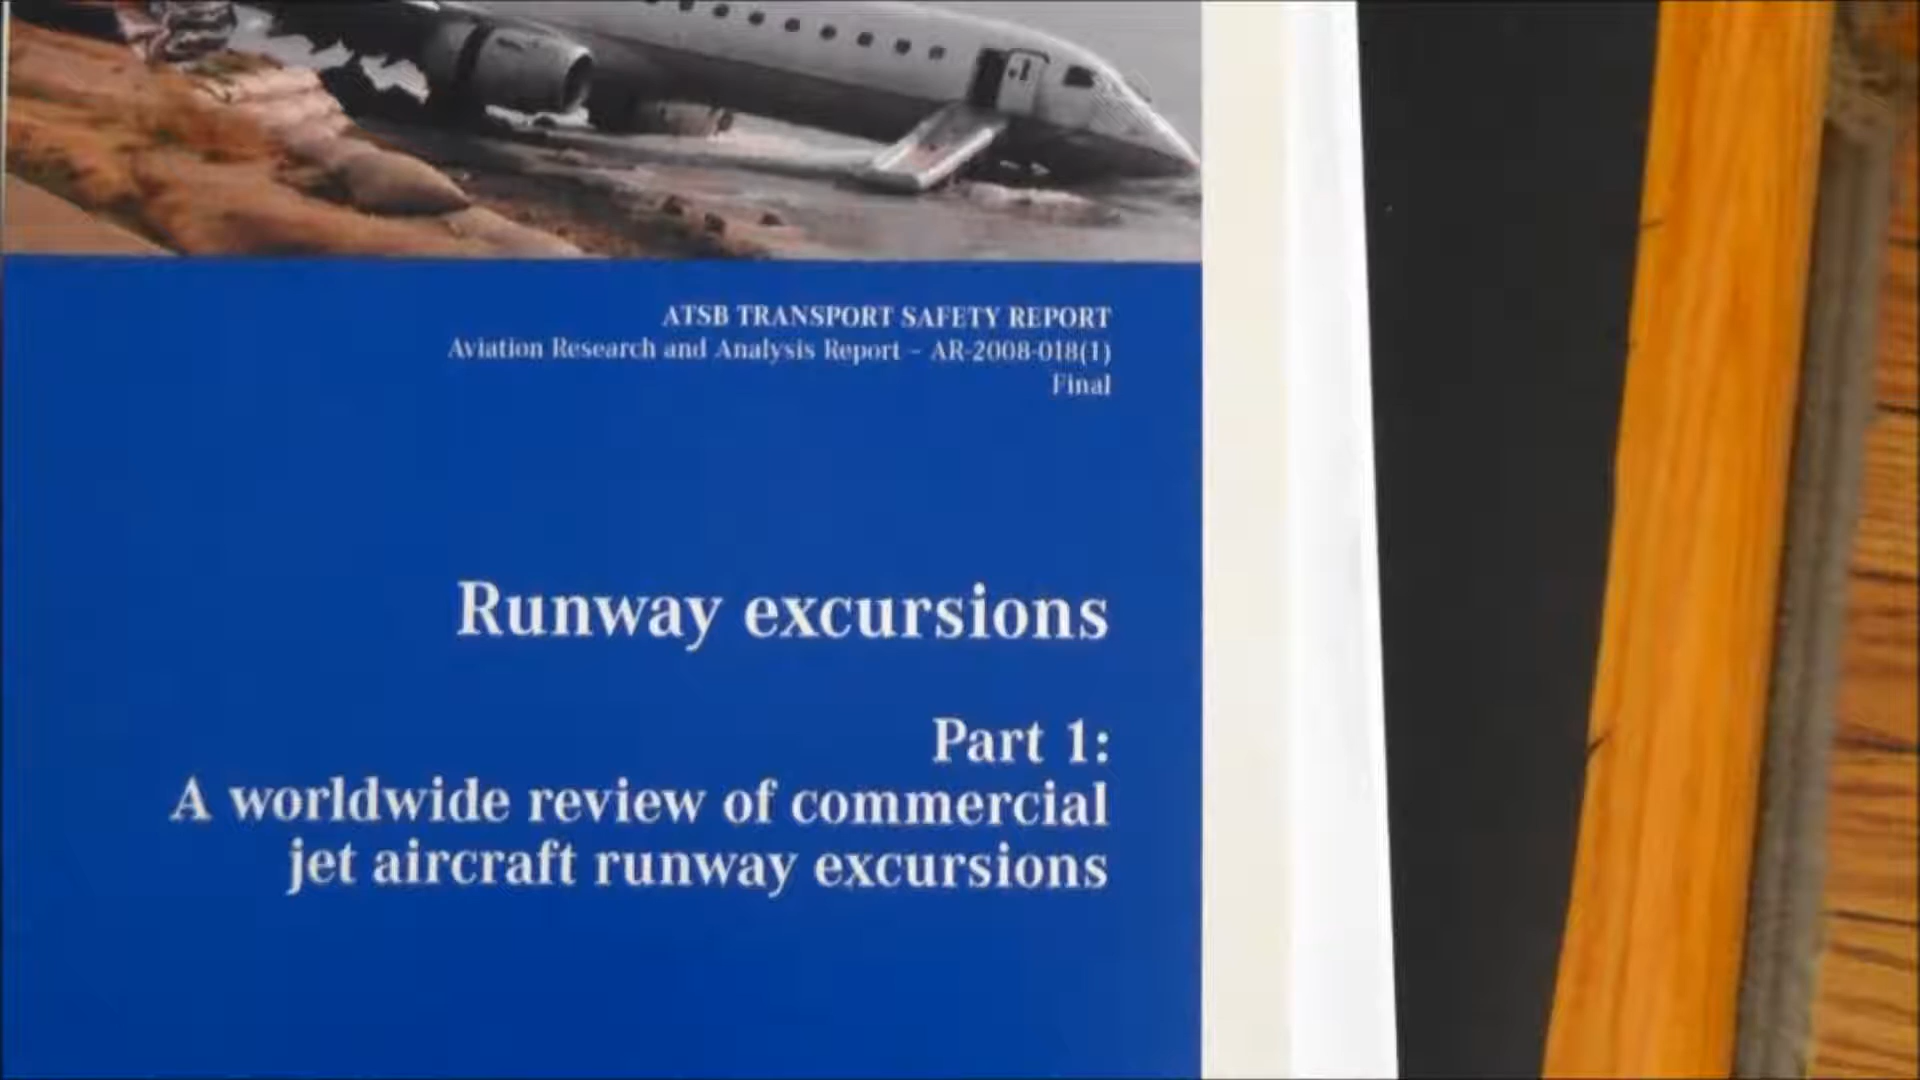 ATSB TRANSPORT SAFETY REPORT
Aviation Research and Analysis Report – AR-2008-018(1)
Final
Runway excursions
Part 1:
A worldwide review of commercial
jet aircraft runway excursions